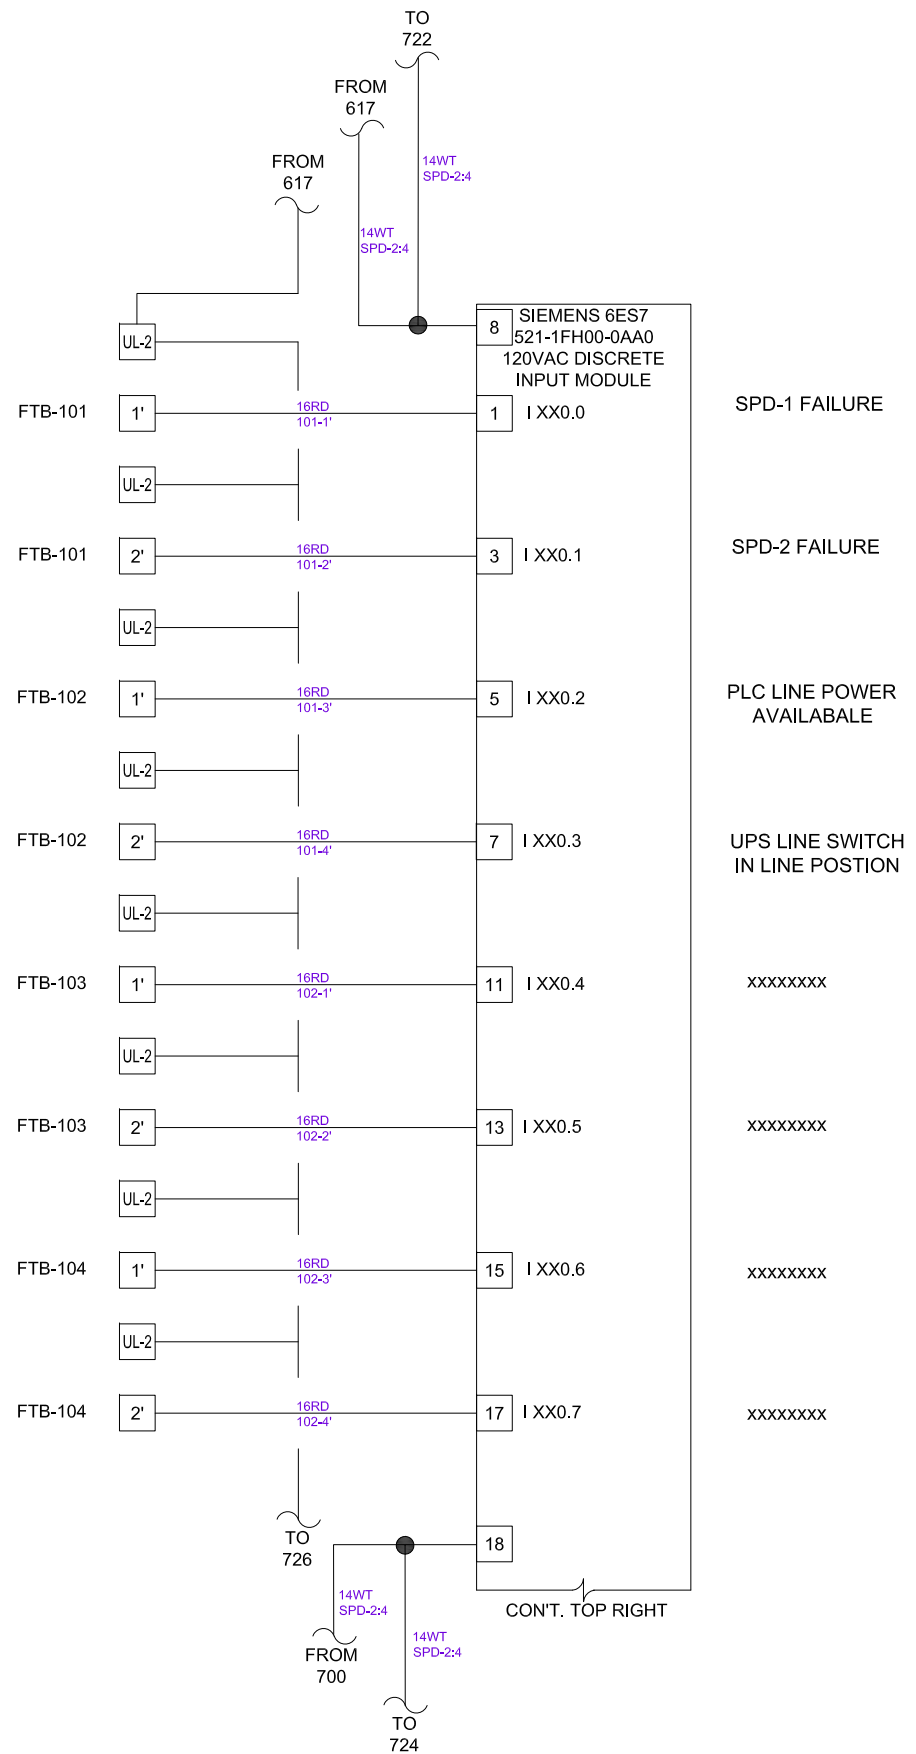 TO
722
FROM
617
FROM
617
14WT
SPD-2:4
14WT
SPD-2:4
8
SIEMENS 6ES7
521-1FH00-0AA0
120VAC DISCRETE
INPUT MODULE
UL-2
FTB-101 1' 16RD 1 I XX0.0 SPD-1 FAILURE
101-1'
UL-2
FTB-101 2' 16RD 3 I XX0.1 SPD-2 FAILURE
101-2'
UL-2
FTB-102 1' 16RD 5 I XX0.2 PLC LINE POWER
101-3' AVAILABALE
UL-2
FTB-102 2' 16RD 7 I XX0.3 UPS LINE SWITCH
101-4' IN LINE POSTION
UL-2
FTB-103 1' 16RD 11 I XX0.4 XXXXXXXX
102-1'
UL-2
FTB-103 2' 16RD 13 I XX0.5 XXXXXXXX
102-2'
UL-2
FTB-104 1' 16RD 15 I XX0.6 XXXXXXXX
102-3'
UL-2
FTB-104 2' 16RD 17 I XX0.7 XXXXXXXX
102-4'
TO
726
18
14WT
SPD-2:4
CON'T. TOP RIGHT
14WT
SPD-2:4
FROM
700
TO
724